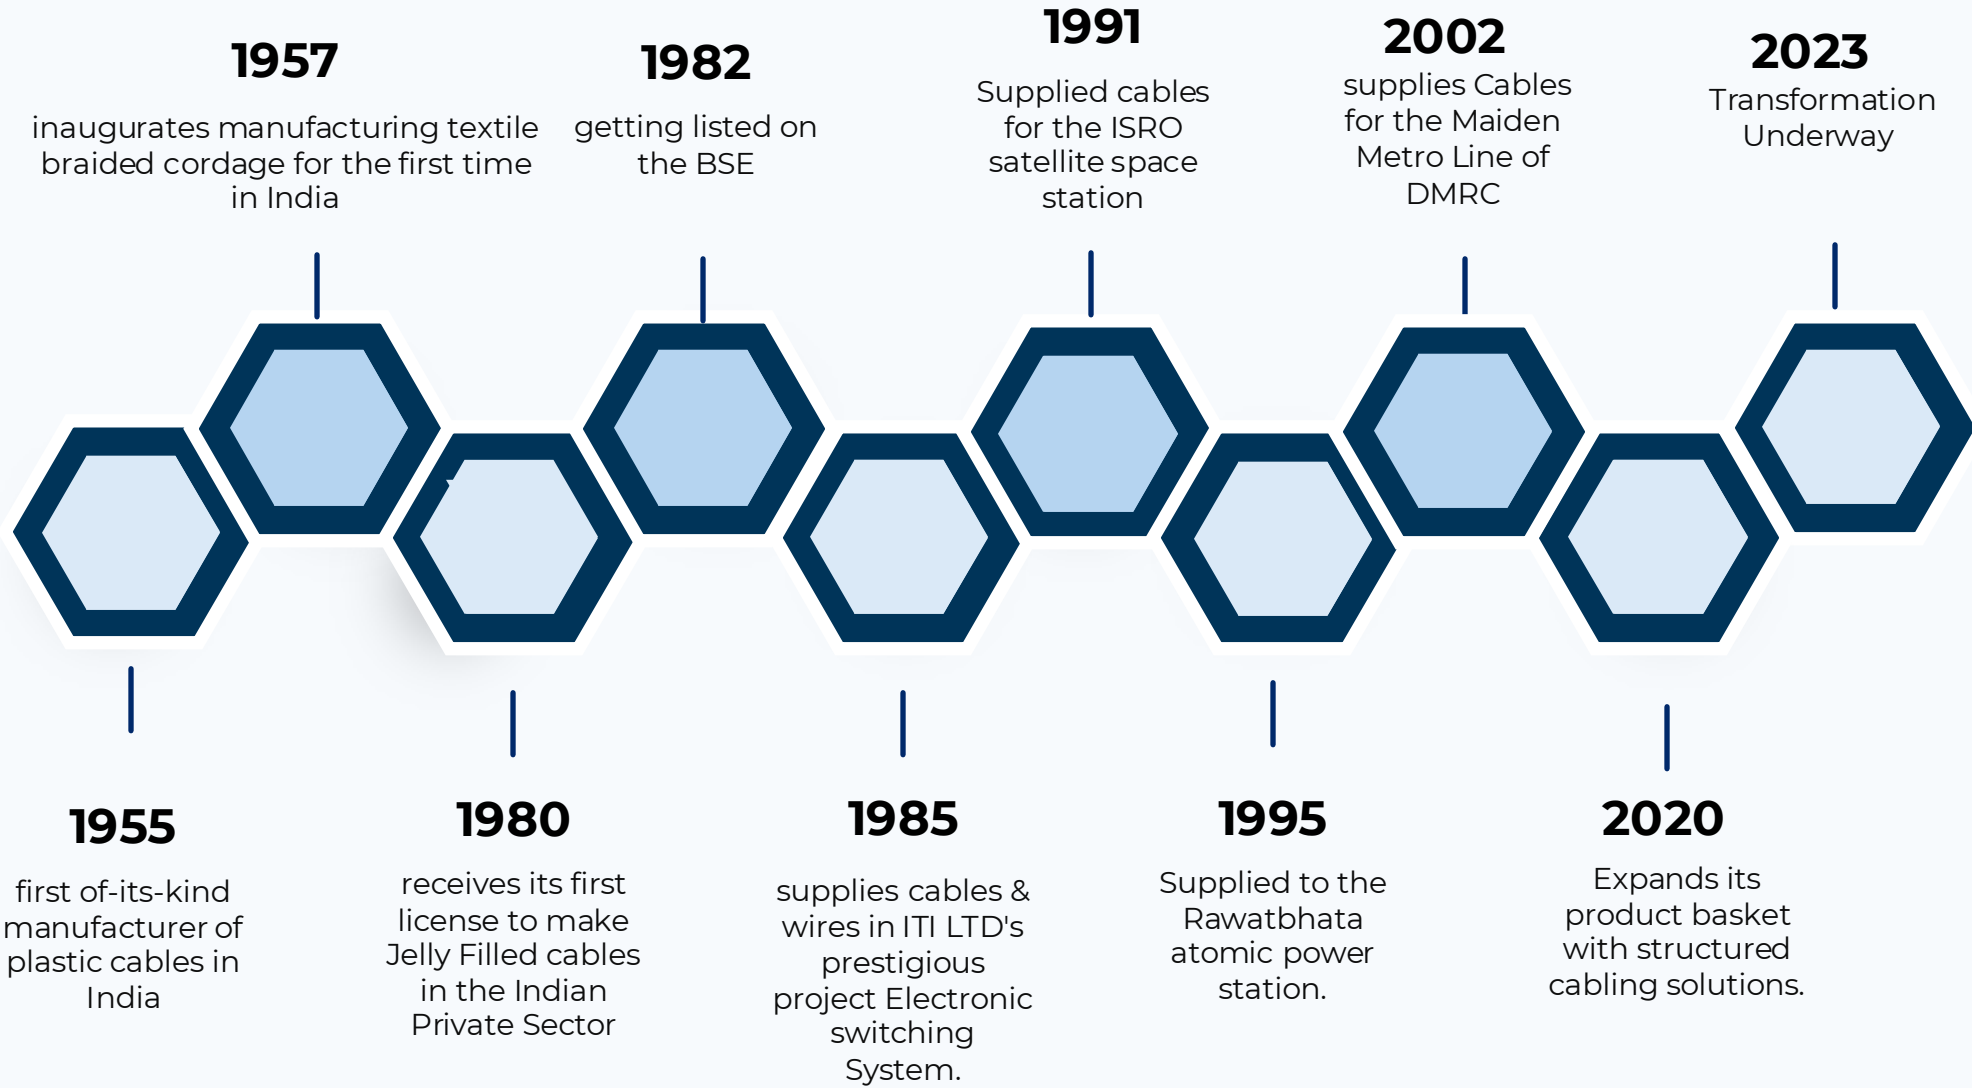 1957
inaugurates manufacturing textile
braided cordage for the first time
in India
1982
getting listed on
the BSE
1991
Supplied cables
for the ISRO
satellite space
station
2002
supplies Cables
for the Maiden
Metro Line of
DMRC
2023
Transformation
Underway
1955
first of-its-kind
manufacturer of
plastic cables in
India
1980
receives its first
license to make
Jelly Filled cables
in the Indian
Private Sector
1985
supplies cables &
wires in ITI LTD's
prestigious
project Electronic
switching
System.
1995
Supplied to the
Rawatbhata
atomic power
station.
2020
Expands its
product basket
with structured
cabling solutions.